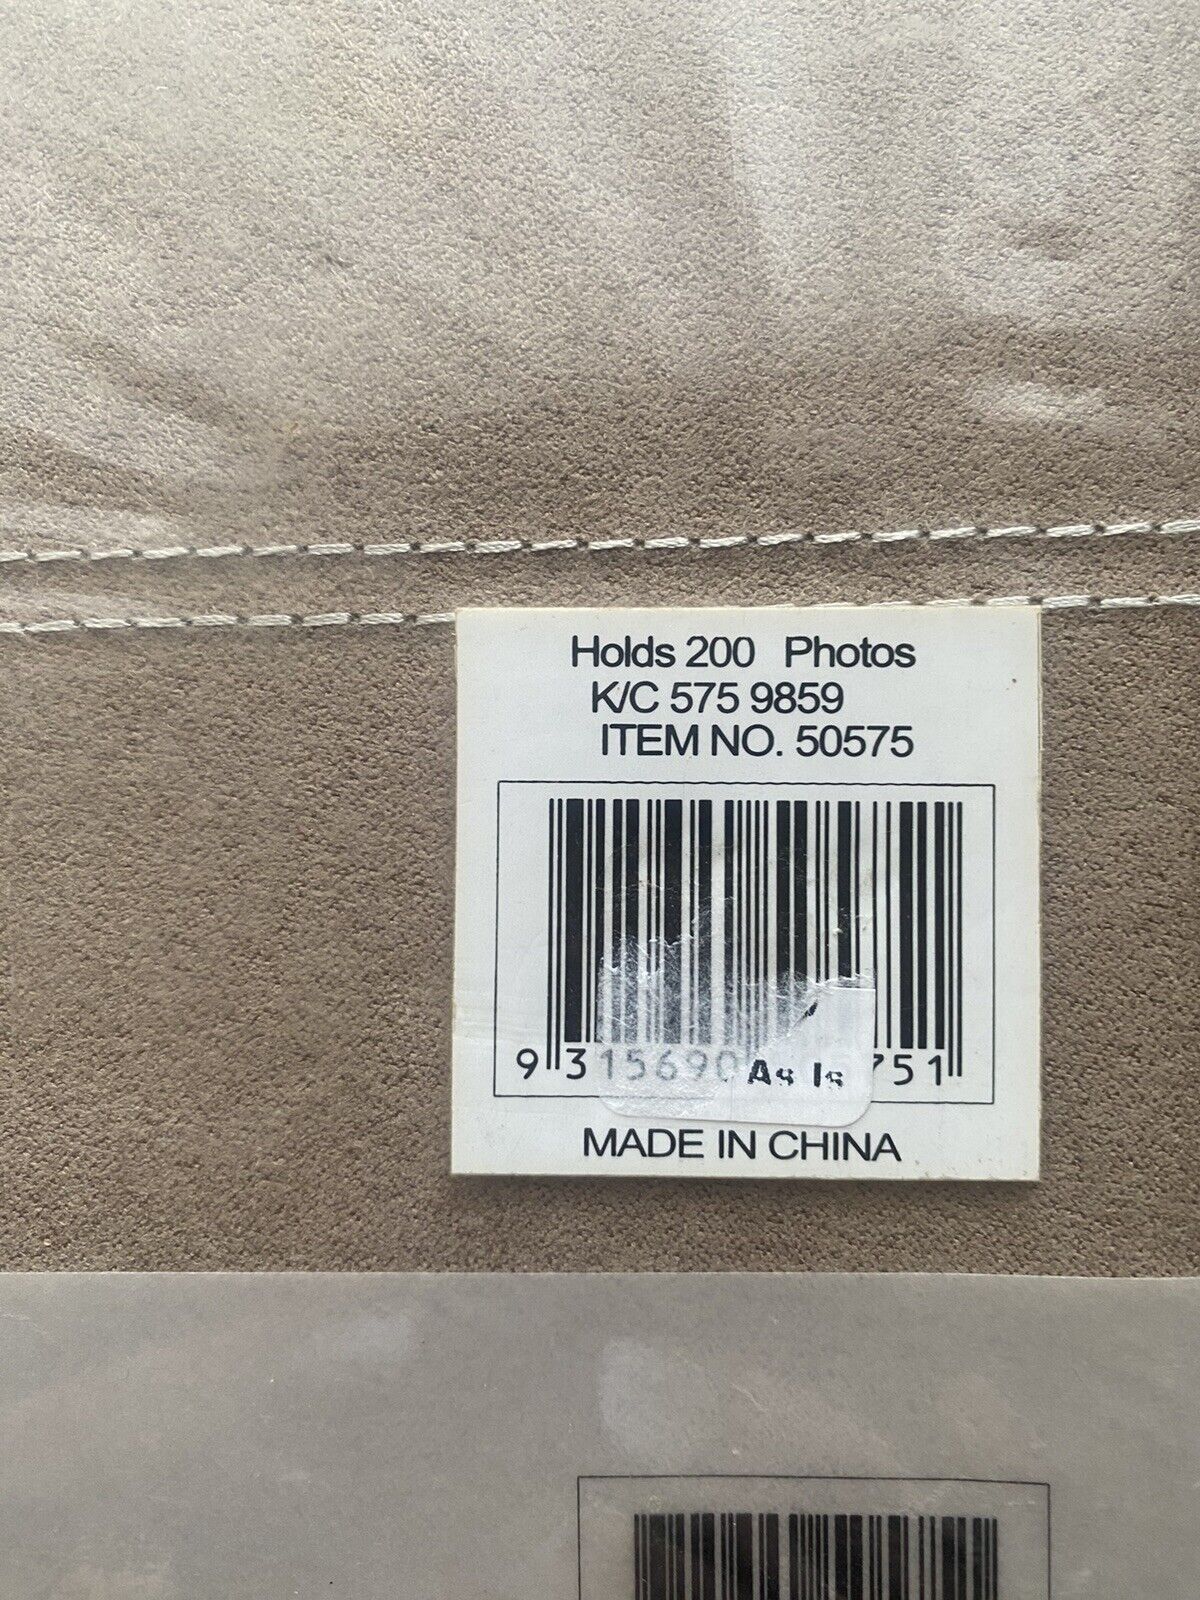 Holds 200 Photos
K/C 575 9859
ITEM NO. 50575
9 315690 751
As Is
MADE IN CHINA